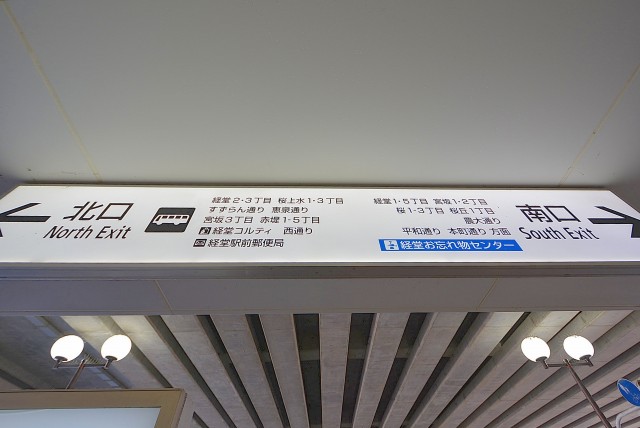 北口
North Exit
経堂2・3丁目 桜上水1・3丁目
すずらん通り 恵泉通り
宮坂3丁目 赤堤1・5丁目
経堂コルティ 西通り
経堂駅前郵便局
経堂1・5丁目 宮坂1・2丁目
桜1・3丁目 桜丘1丁目
農大通り
平和通り 本町通り 方面
経堂お忘れ物センター
南口
South Exit